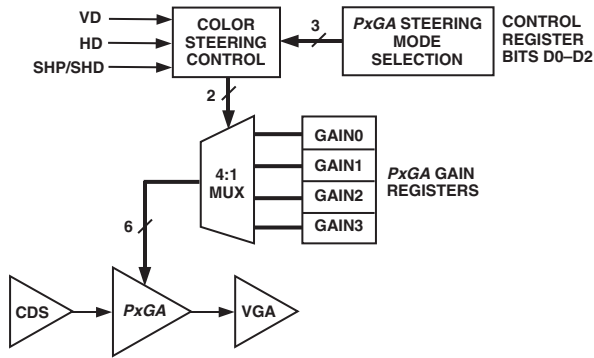 VD
HD
SHP/SHD
COLOR
STEERING
CONTROL
3
PxGA STEERING
MODE
SELECTION
CONTROL
REGISTER
BITS D0–D2
2
4:1
MUX
GAIN0
GAIN1
GAIN2
GAIN3
PxGA GAIN
REGISTERS
6
CDS
PxGA
VGA